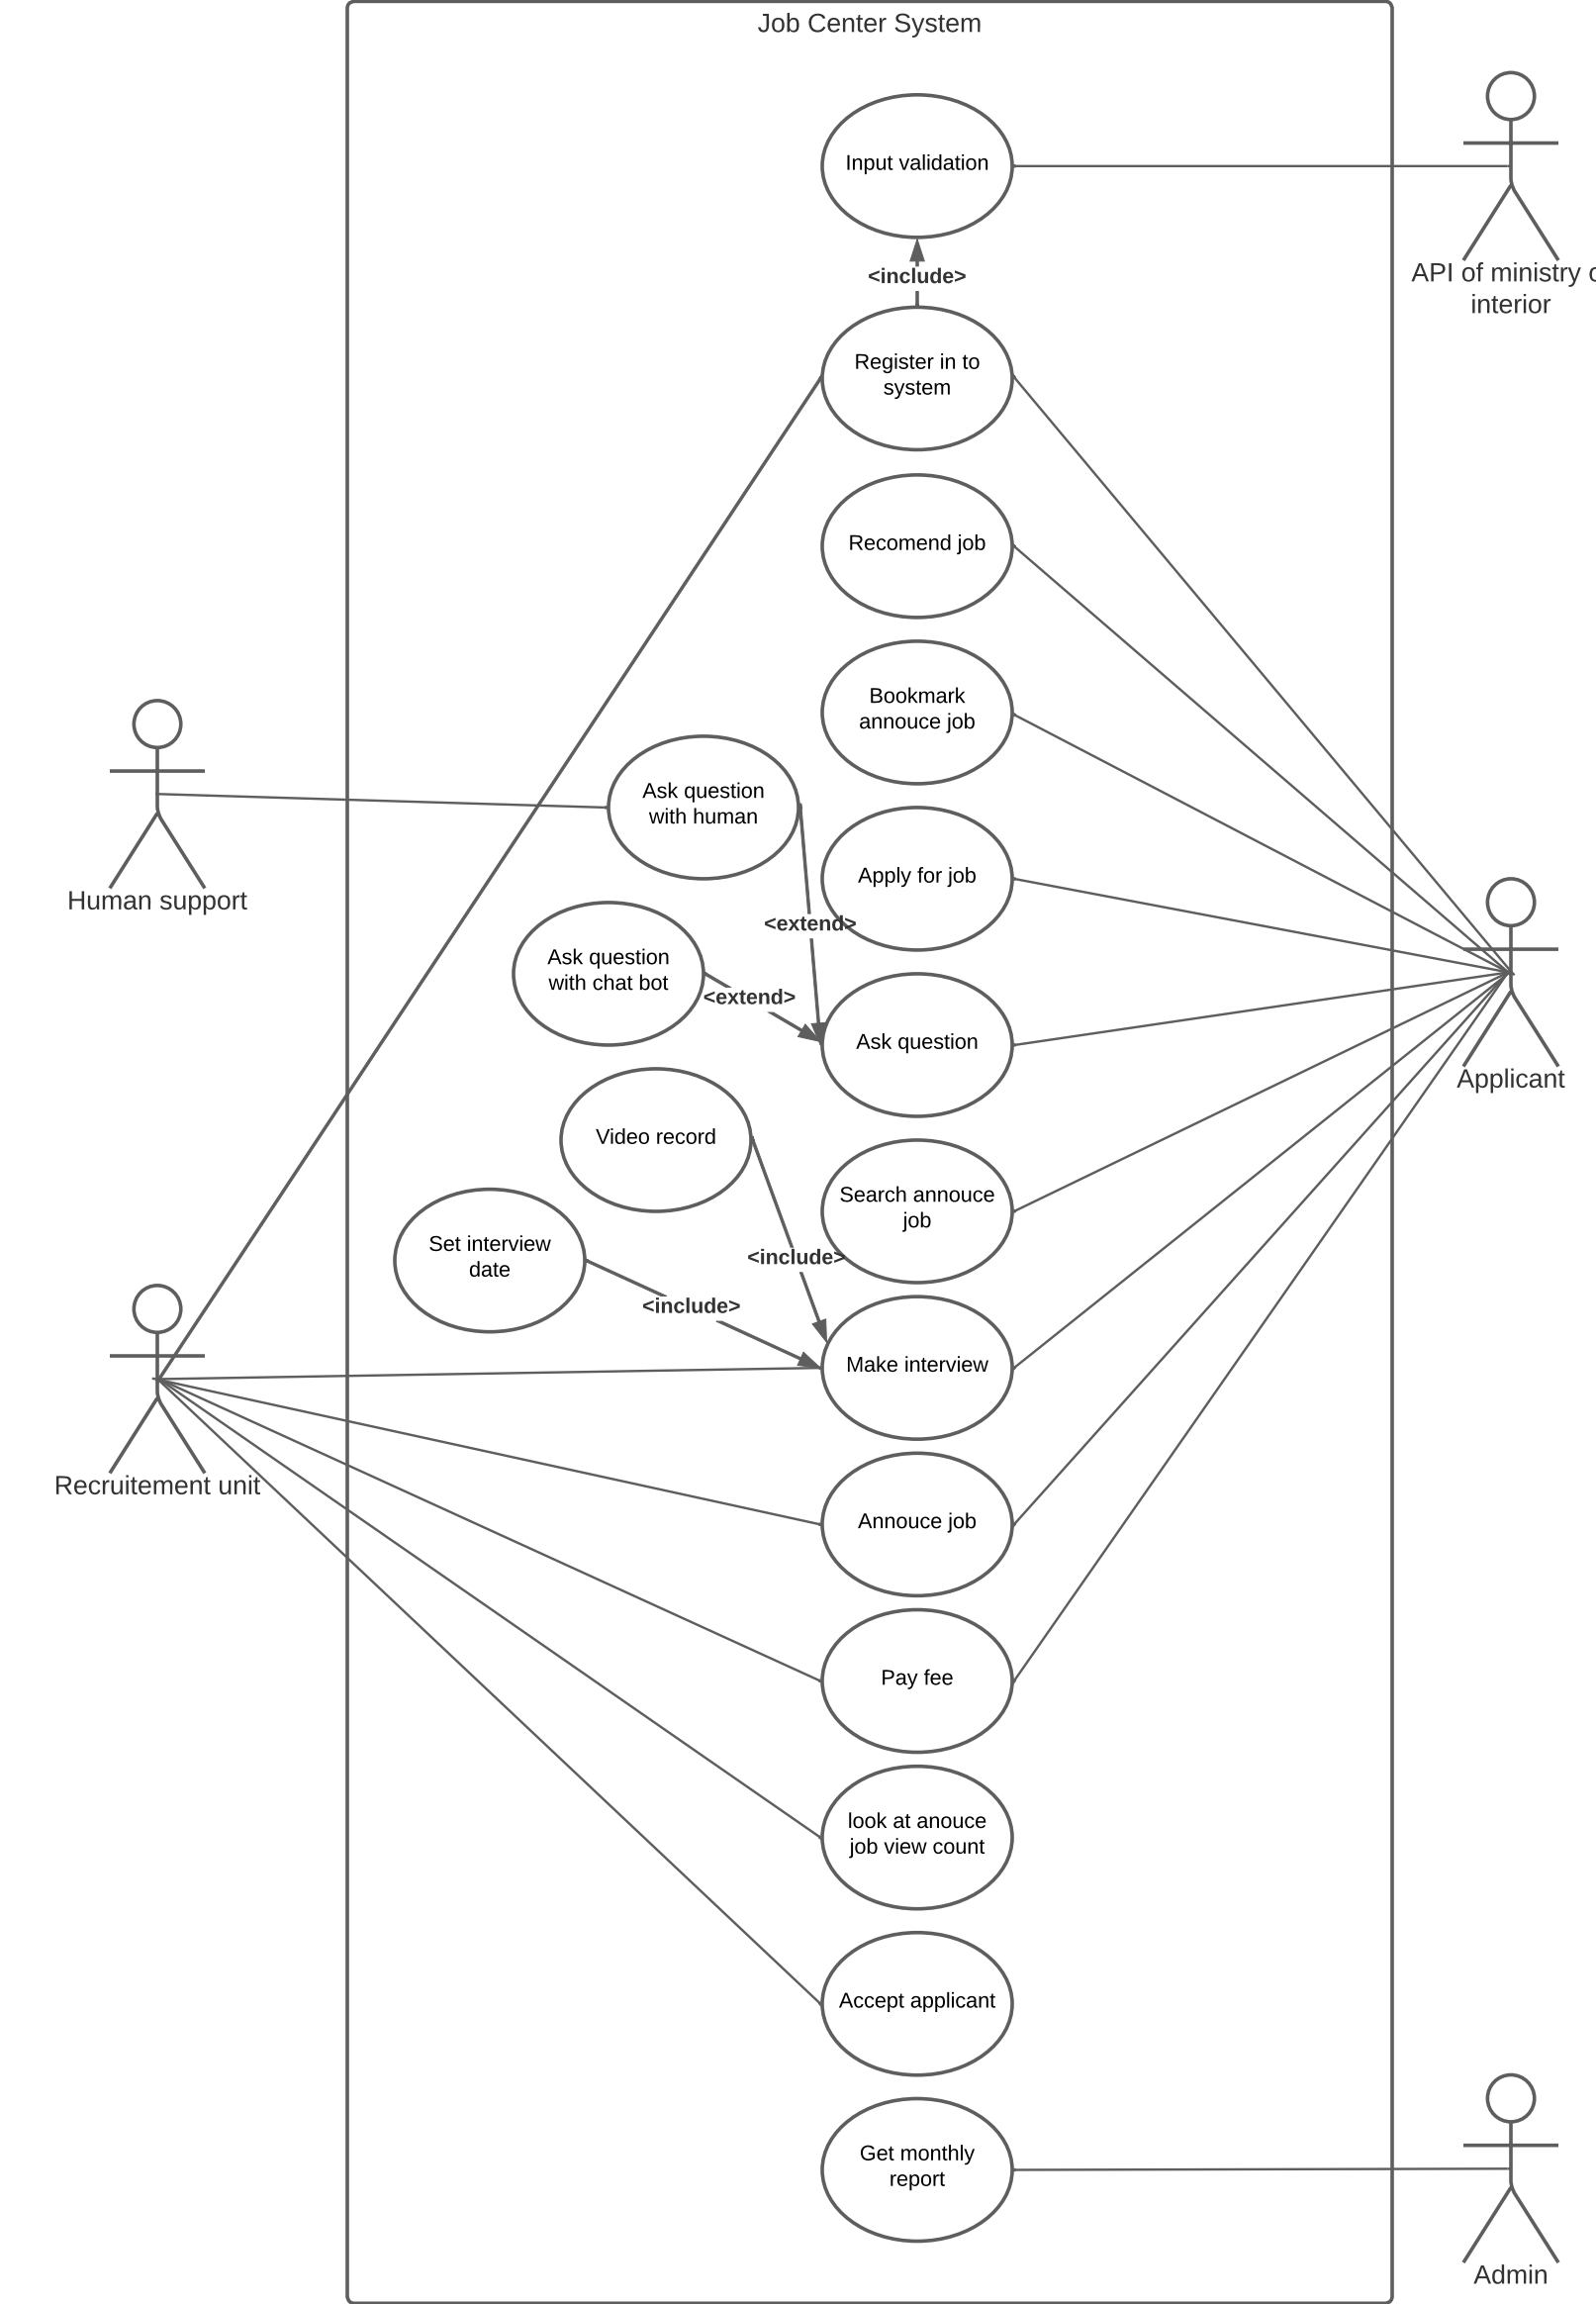 Job Center System
Input validation
API of ministry o
interior
<include>
Register in to
system
Recomend job
Bookmark
annouce job
Ask question
with human
Human support
Apply for job
<extend>
Ask question
with chat bot
<extend>
Ask question
Applicant
Video record
Search annouce
job
Set interview
date
<include>
<include>
Make interview
Recruitement unit
Annouce job
Pay fee
look at anouce
job view count
Accept applicant
Get monthly
report
Admin